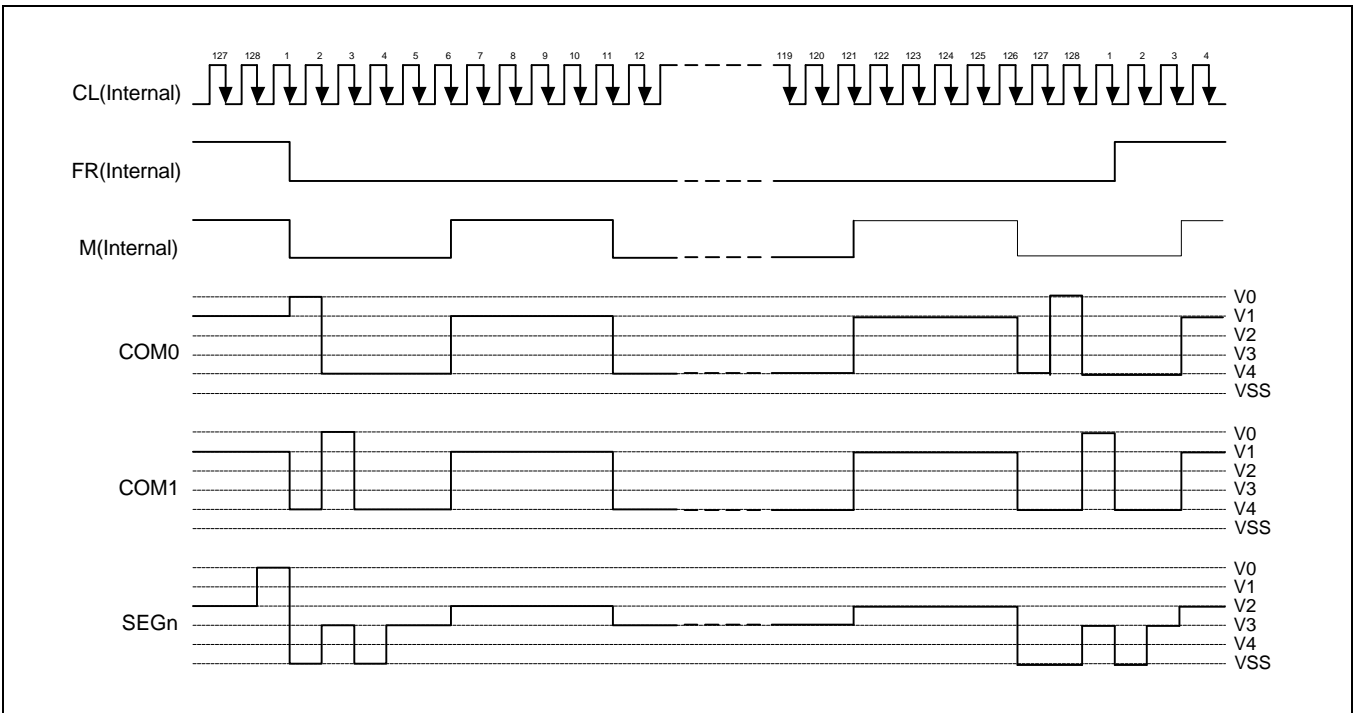 127 128 1 2 3 4 5 6 7 8 9 10 11 12 119 120 121 122 123 124 125 126 127 128 1 2 3 4
CL(Internal)
FR(Internal)
M(Internal)
COM0
V0
V1
V2
V3
V4
VSS
COM1
V0
V1
V2
V3
V4
VSS
SEGn
V0
V1
V2
V3
V4
VSS